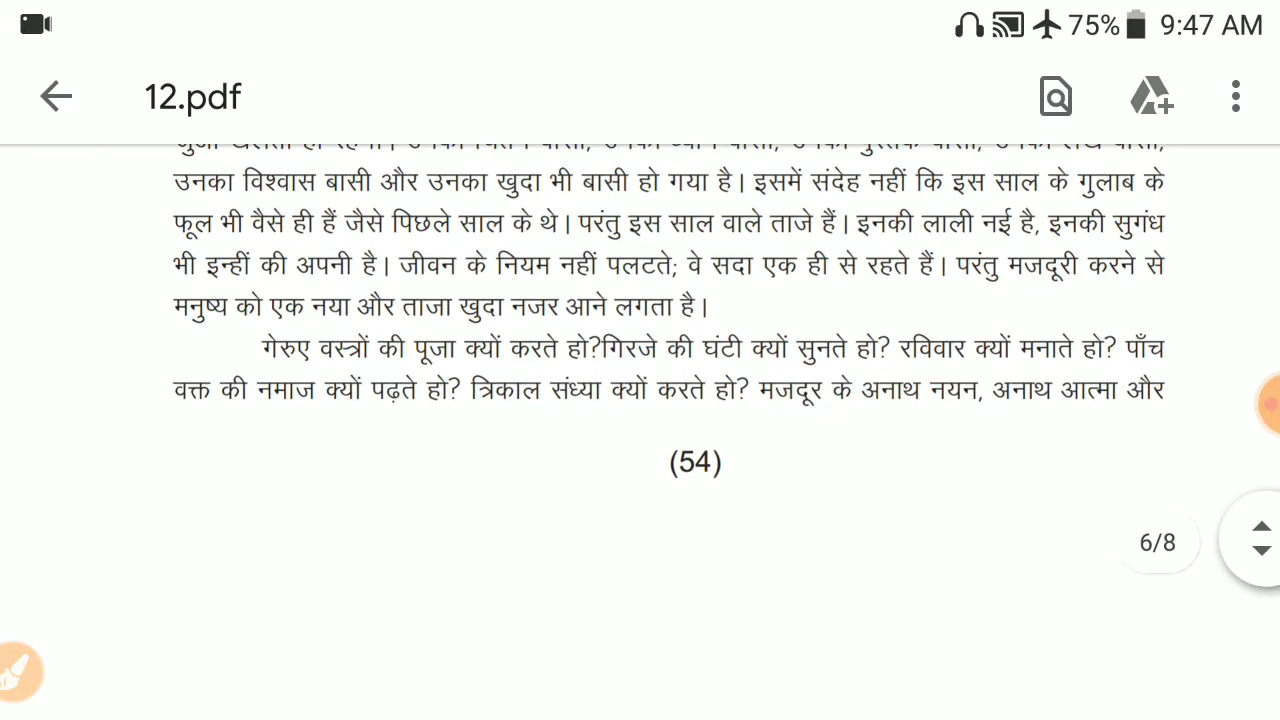 75% 9:47 AM
12.pdf
उनका विश्वास बासी और उनका खुदा भी बासी हो गया है। इसमें संदेह नहीं कि इस साल के गुलाब के
फूल भी वैसे ही हैं जैसे पिछले साल के थे। परंतु इस साल वाले ताजे हैं। इनकी लाली नई है, इनकी सुगंध
भी इन्हीं की अपनी है। जीवन के नियम नहीं पलटते; वे सदा एक ही से रहते हैं। परंतु मजदूरी करने से
मनुष्य को एक नया और ताजा खुदा नजर आने लगता है।
गेरुए वस्त्रों की पूजा क्यों करते हो?गिरजे की घंटी क्यों सुनते हो? रविवार क्यों मनाते हो? पाँच
वक्त की नमाज क्यों पढ़ते हो? त्रिकाल संध्या क्यों करते हो? मजदूर के अनाथ नयन, अनाथ आत्मा और
(54)
6/8